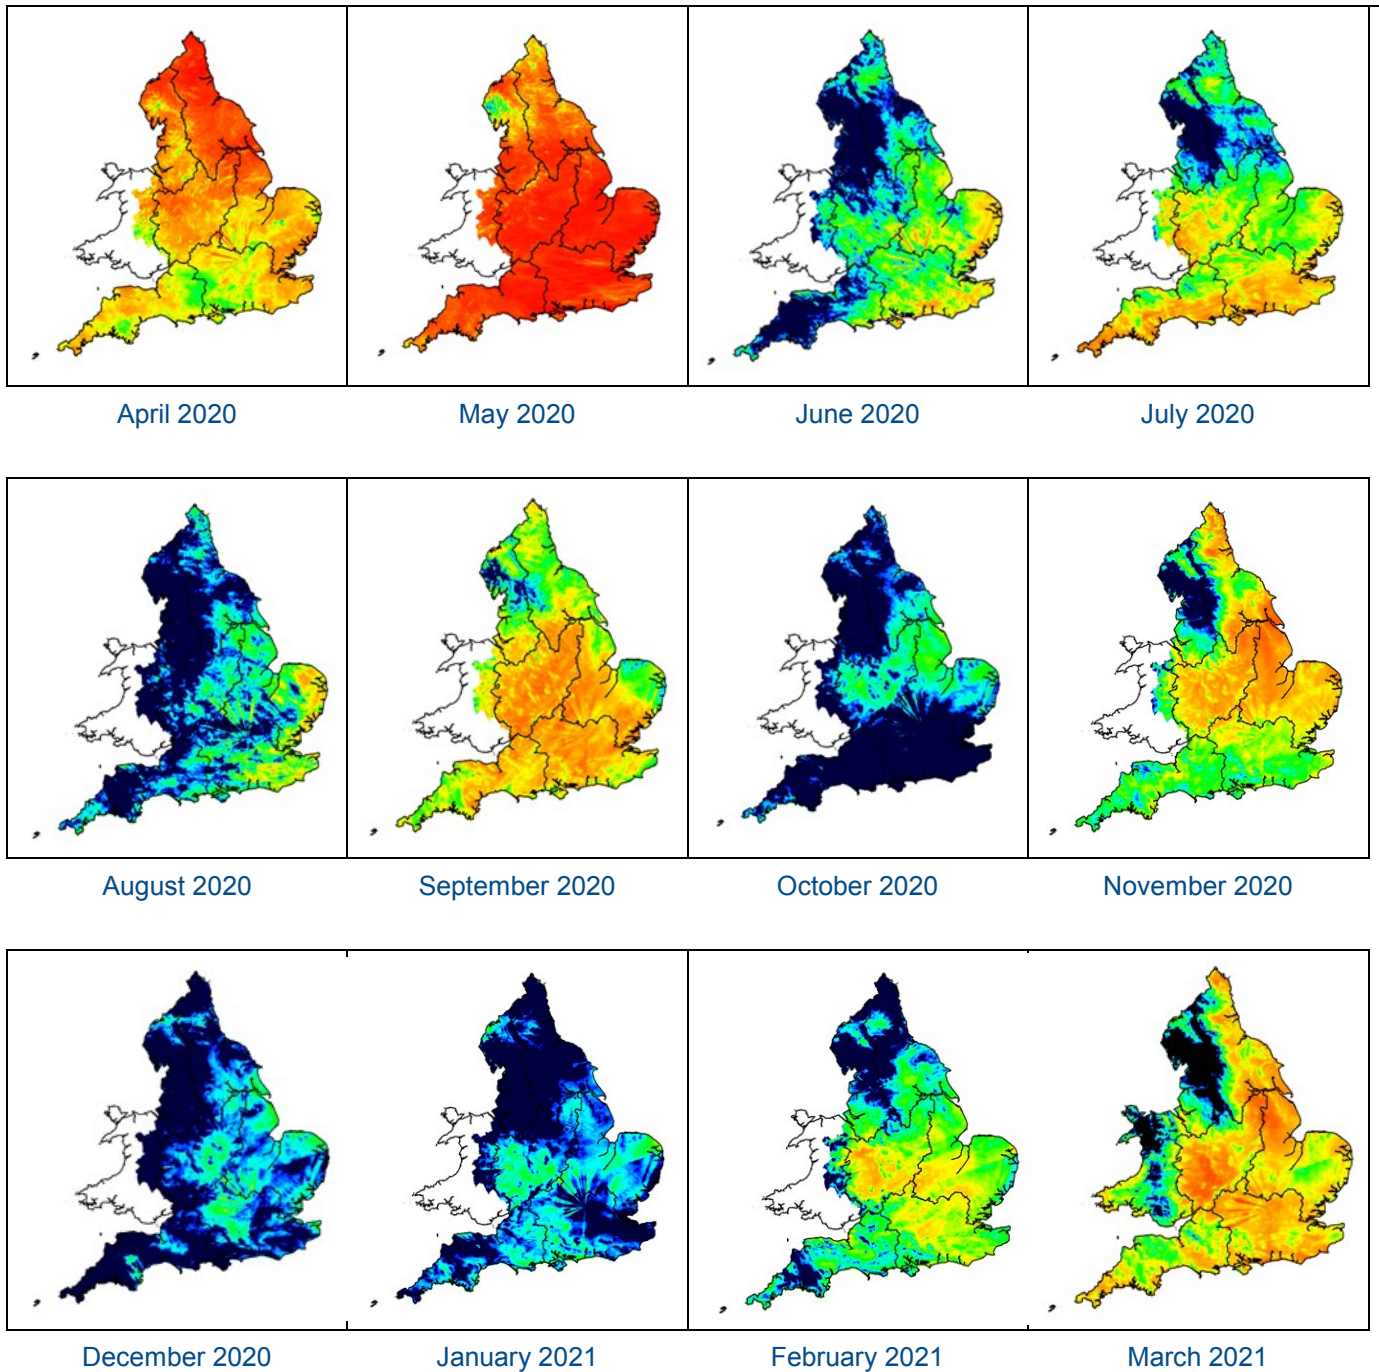 April 2020
May 2020
June 2020
July 2020
August 2020
September 2020
October 2020
November 2020
December 2020
January 2021
February 2021
March 2021